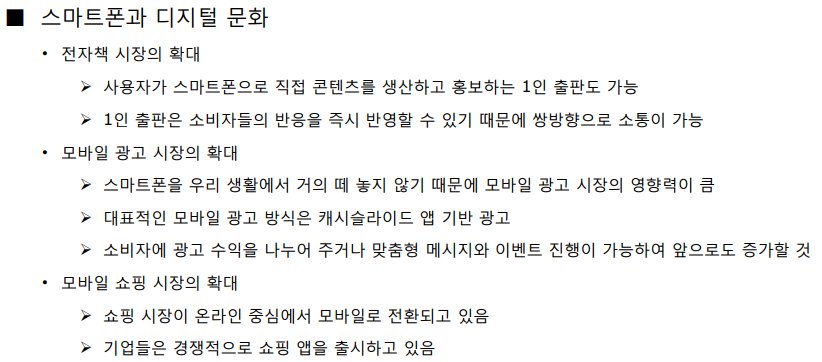 ■ 스마트폰과 디지털 문화
• 전자책 시장의 확대
➢ 사용자가 스마트폰으로 직접 콘텐츠를 생산하고 홍보하는 1인 출판도 가능
➢ 1인 출판은 소비자들의 반응을 즉시 반영할 수 있기 때문에 쌍방향으로 소통이 가능
• 모바일 광고 시장의 확대
➢ 스마트폰을 우리 생활에서 거의 떼 놓지 않기 때문에 모바일 광고 시장의 영향력이 큼
➢ 대표적인 모바일 광고 방식은 캐시슬라이드 앱 기반 광고
➢ 소비자에 광고 수익을 나누어 주거나 맞춤형 메시지와 이벤트 진행이 가능하여 앞으로도 증가할 것
• 모바일 쇼핑 시장의 확대
➢ 쇼핑 시장이 온라인 중심에서 모바일로 전환되고 있음
➢ 기업들은 경쟁적으로 쇼핑 앱을 출시하고 있음